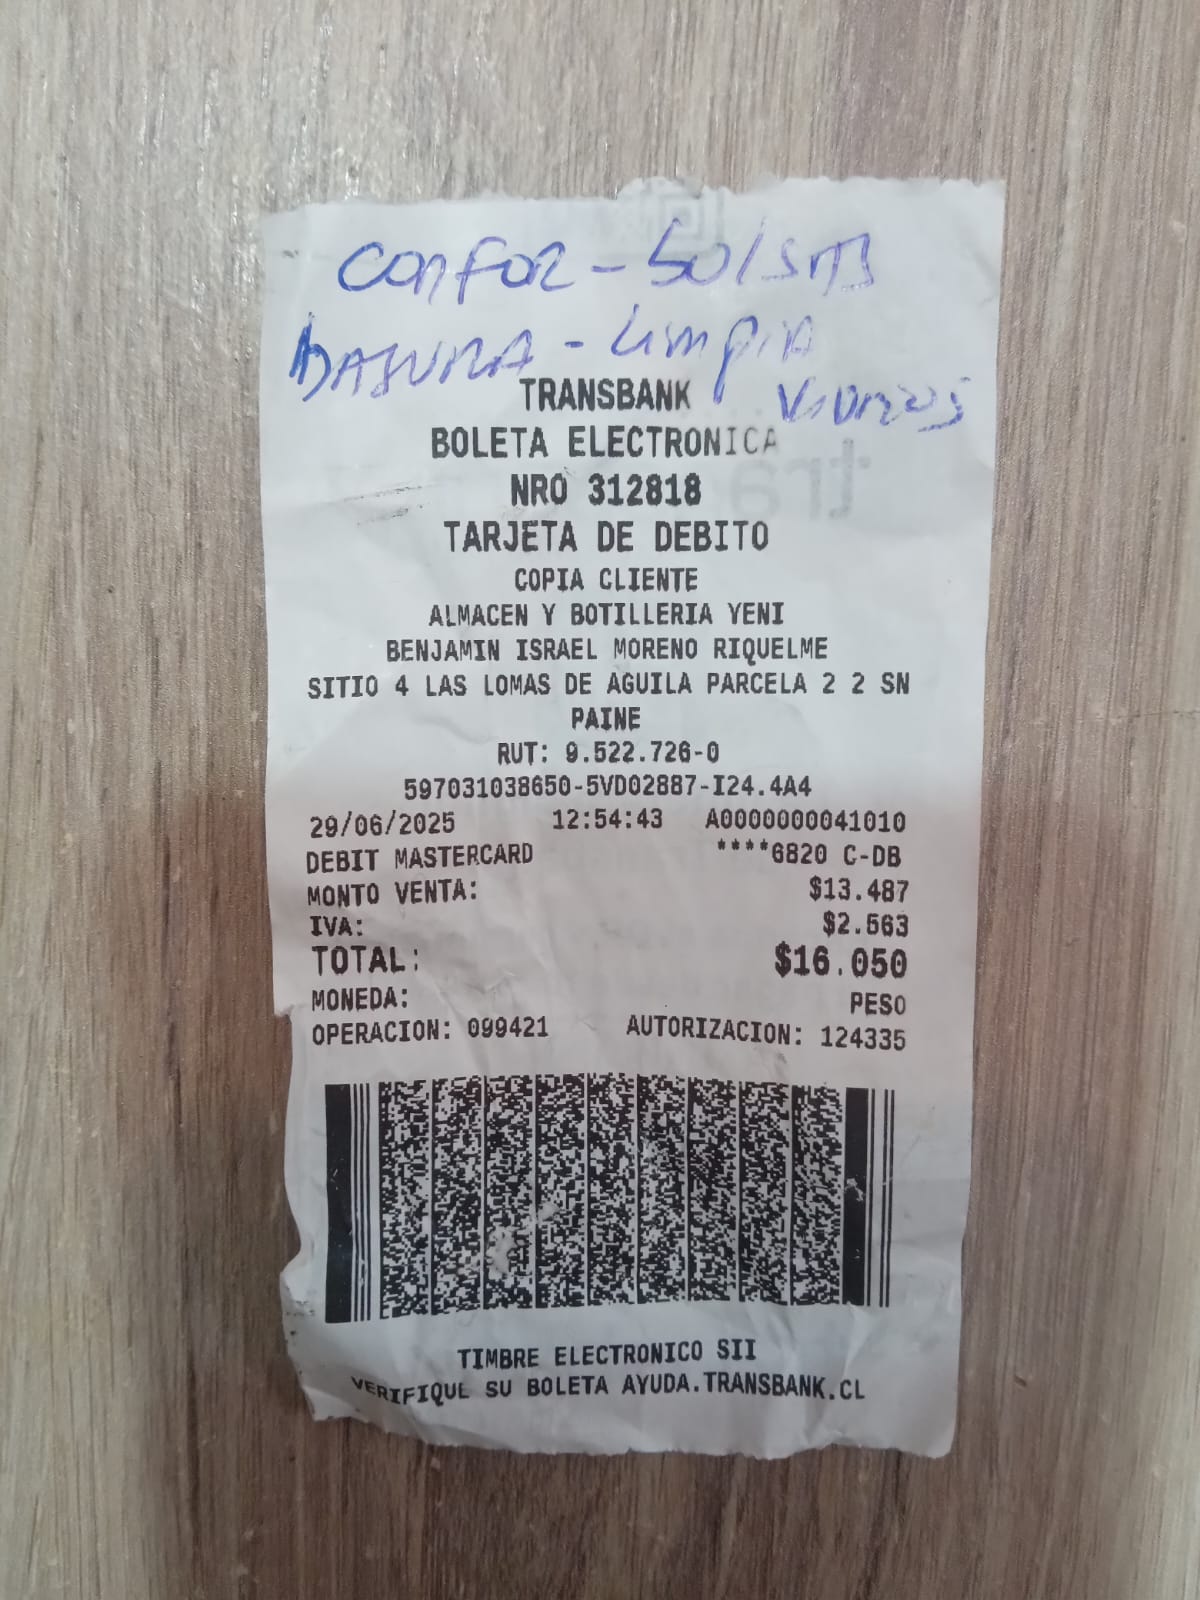 Confor - Bolsas
Basura - Limpia
Vidrios
TRANSBANK
BOLETA ELECTRONICA
NRO 312818
TARJETA DE DEBITO
COPIA CLIENTE
ALMACEN Y BOTILLERIA YENI
BENJAMIN ISRAEL MORENO RIQUELME
SITIO 4 LAS LOMAS DE AGUILA PARCELA 2 2 SN
PAINE
RUT: 9.522.726-0
597031038650-5VD02887-I24.4A4
29/06/2025 12:54:43 A0000000041010
DEBIT MASTERCARD ****6820 C-DB
MONTO VENTA: $13.487
IVA: $2.563
TOTAL: $16.050
MONEDA: PESO
OPERACION: 099421 AUTORIZACION: 124335
TIMBRE ELECTRONICO SII
VERIFIQUE SU BOLETA AYUDA.TRANSBANK.CL